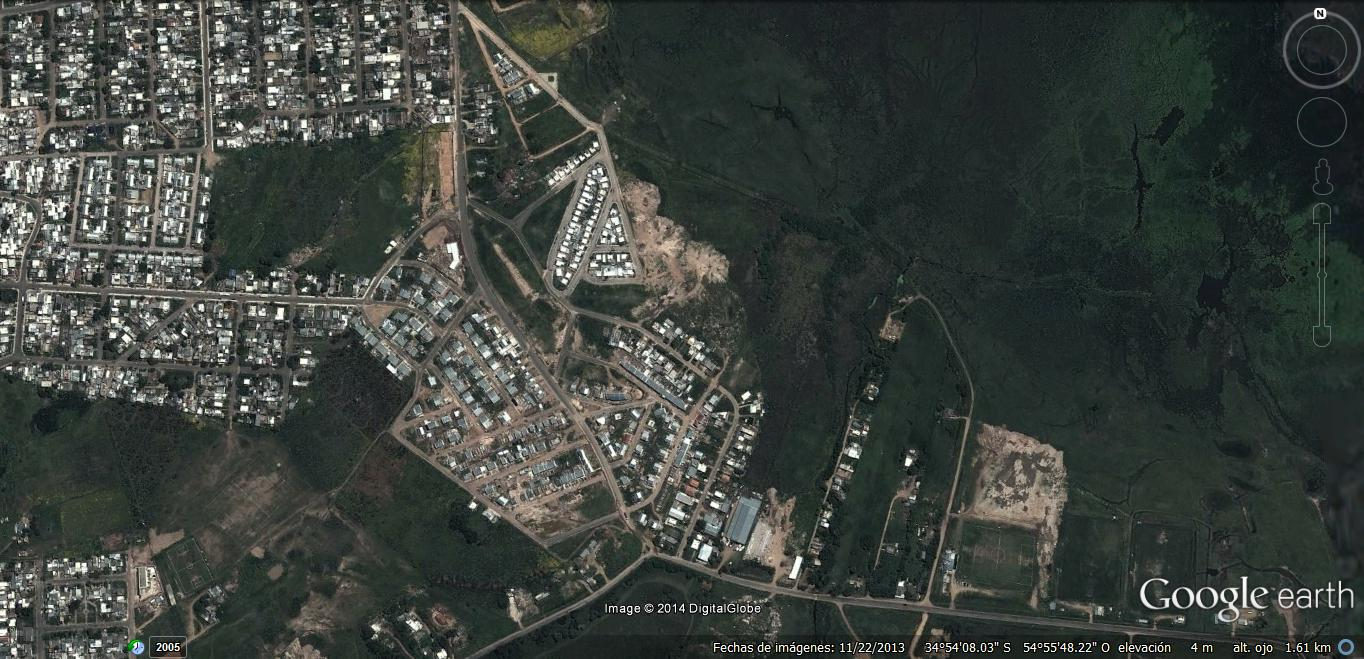 N
Google earth
Image © 2014 DigitalGlobe
2005
Fechas de imágenes: 11/22/2013 34°54'08.03" S 54°55'48.22" O elevación 4 m alt. ojo 1.61 km